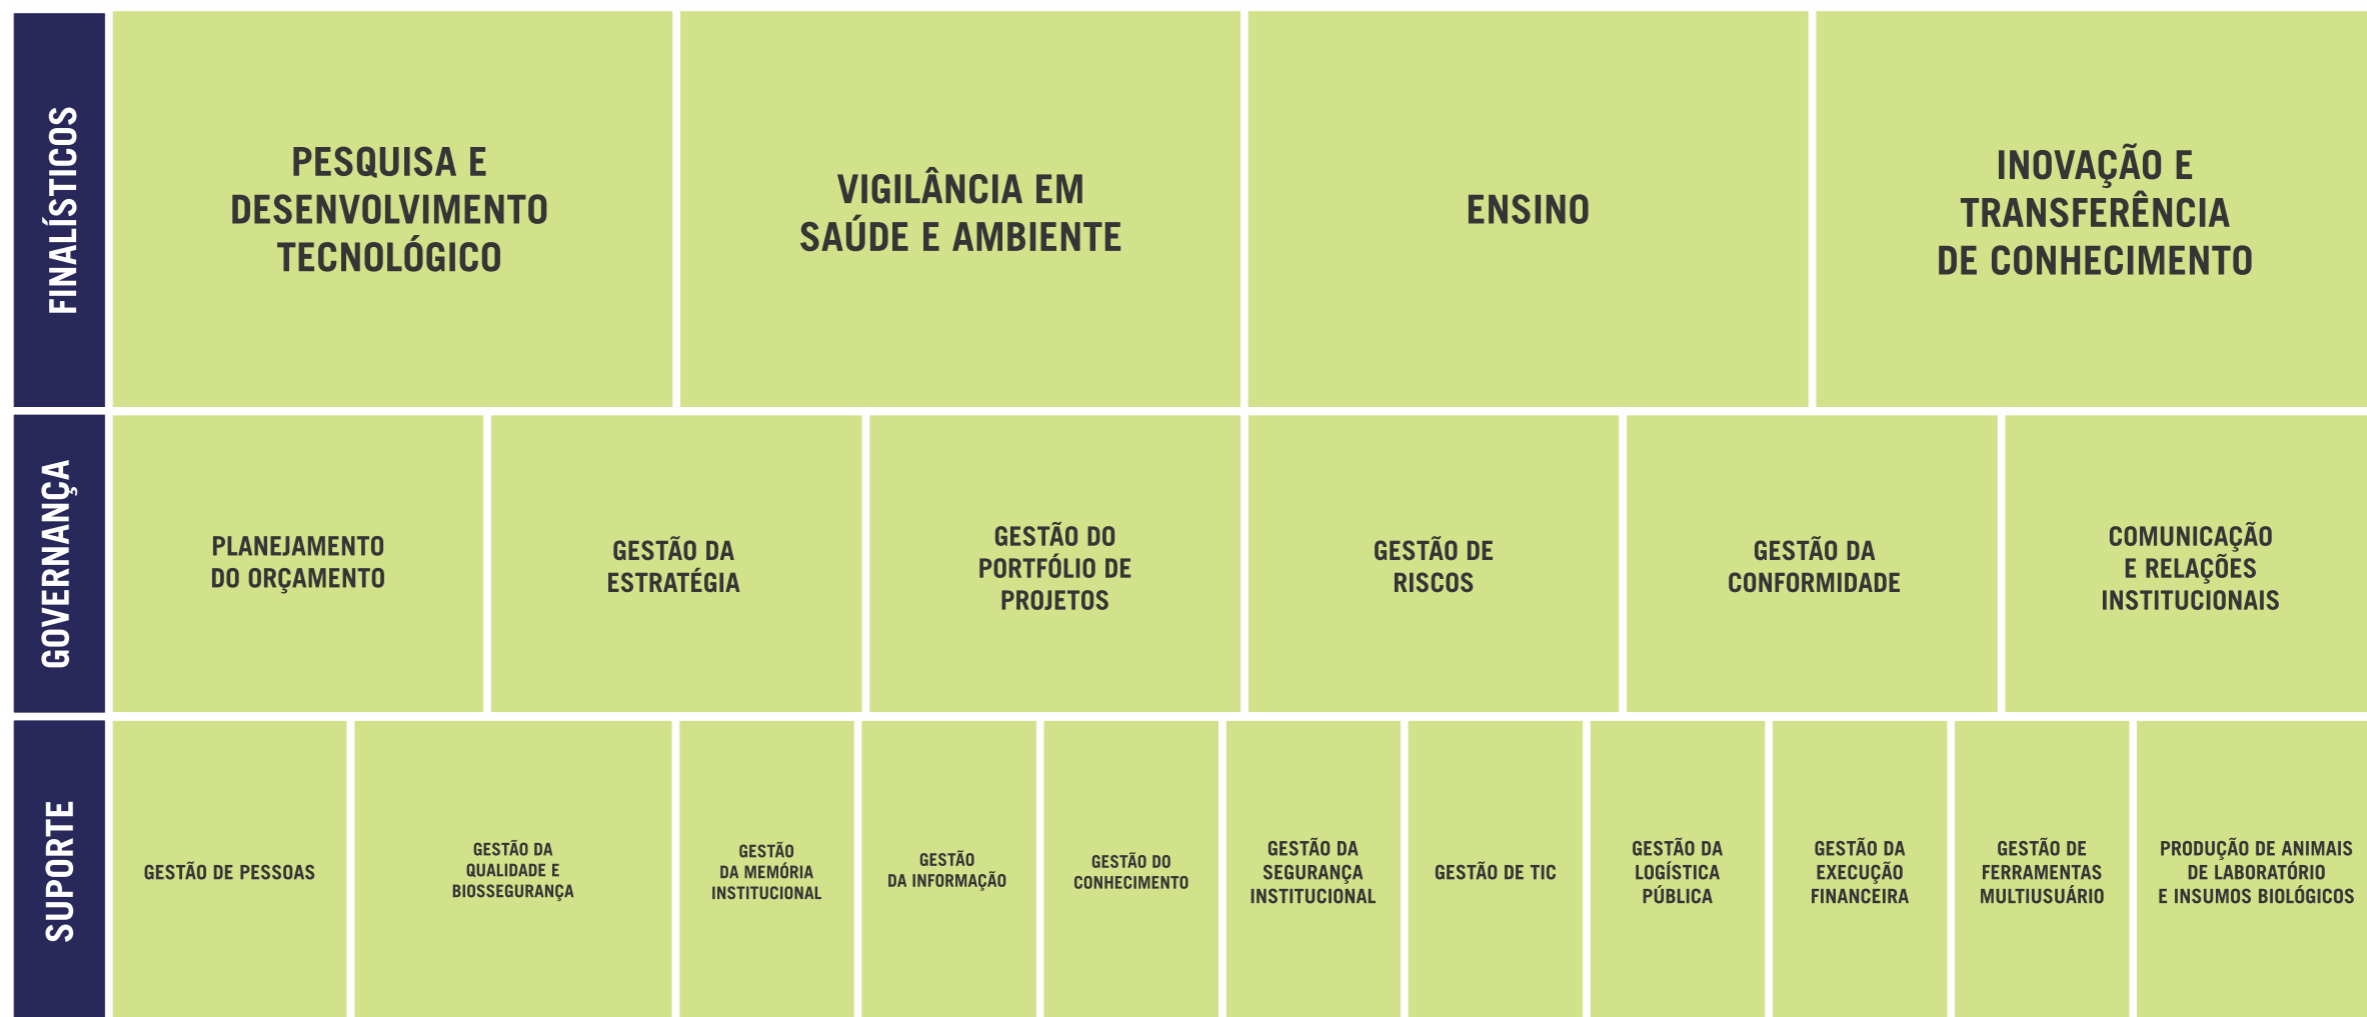 FINALÍSTICOS
PESQUISA E
DESENVOLVIMENTO
TECNOLÓGICO
VIGILÂNCIA EM
SAÚDE E AMBIENTE
ENSINO
INOVAÇÃO E
TRANSFERÊNCIA
DE CONHECIMENTO
GOVERNANÇA
PLANEJAMENTO
DO ORÇAMENTO
GESTÃO DA
ESTRATÉGIA
GESTÃO DO
PORTFÓLIO DE
PROJETOS
GESTÃO DE
RISCOS
GESTÃO DA
CONFORMIDADE
COMUNICAÇÃO
E RELAÇÕES
INSTITUCIONAIS
SUPORTE
GESTÃO DE PESSOAS
GESTÃO DA
QUALIDADE E
BIOSSEGURANÇA
GESTÃO
DA MEMÓRIA
INSTITUCIONAL
GESTÃO
DA INFORMAÇÃO
GESTÃO DO
CONHECIMENTO
GESTÃO DA
SEGURANÇA
INSTITUCIONAL
GESTÃO DE TIC
GESTÃO DA
LOGÍSTICA
PÚBLICA
GESTÃO DA
EXECUÇÃO
FINANCEIRA
GESTÃO DE
FERRAMENTAS
MULTIUSUÁRIO
PRODUÇÃO DE ANIMAIS
DE LABORATÓRIO
E INSUMOS BIOLÓGICOS